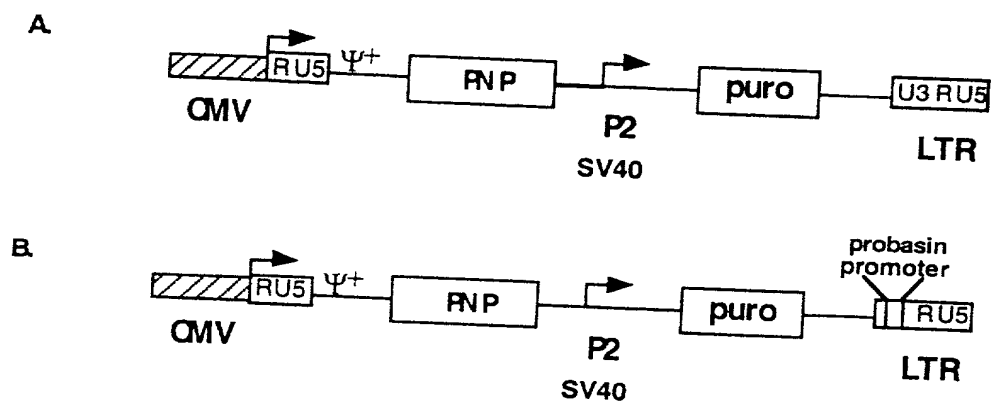 A.
RU5 Ψ+ PNP puro U3 RU5
CMV P2 LTR
SV40
B.
probasin
promoter
RU5 Ψ+ PNP puro RU5
CMV P2 LTR
SV40